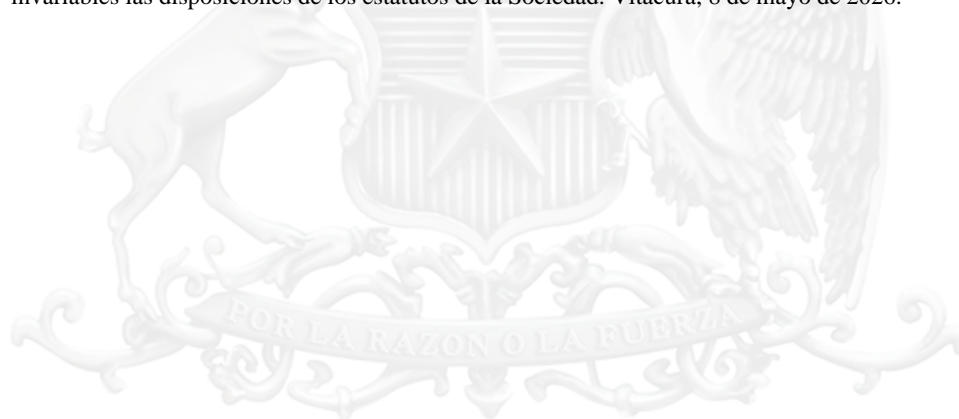 invariables las disposiciones de los estatutos de la Sociedad. Vitacura, 8 de mayo de 2026.
POR LA RAZON O LA FUERZA